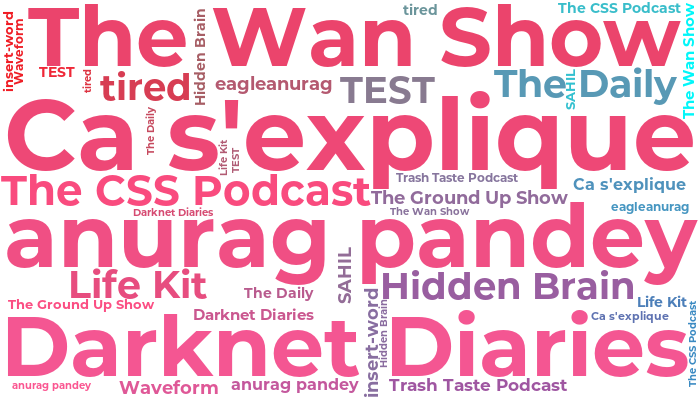 The Wan Show
tired
The CSS Podcast
insert-word
Waveform
TEST
tired
tired
Hidden Brain
eagleanurag
TEST
The Daily
SAHIL
The Wan Show
Ca s'explique
The Daily
Life Kit
TEST
Trash Taste Podcast
The CSS Podcast
The Ground Up Show
Ca s'explique
Darknet Diaries
The Wan Show
eagleanurag
anurag pandey
Life Kit
The Daily
SAHIL
Hidden Brain
The Ground Up Show
Darknet Diaries
insert-word
Hidden Brain
Life Kit
Ca s'explique
The CSS Podcast
Darknet Diaries
anurag pandey
Waveform
anurag pandey
Trash Taste Podcast